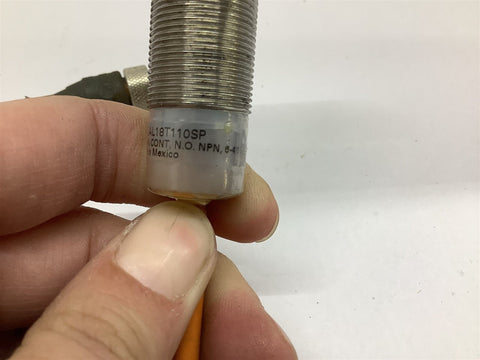 AL18T110SP
CONT, N.O. NPN,
Mexico